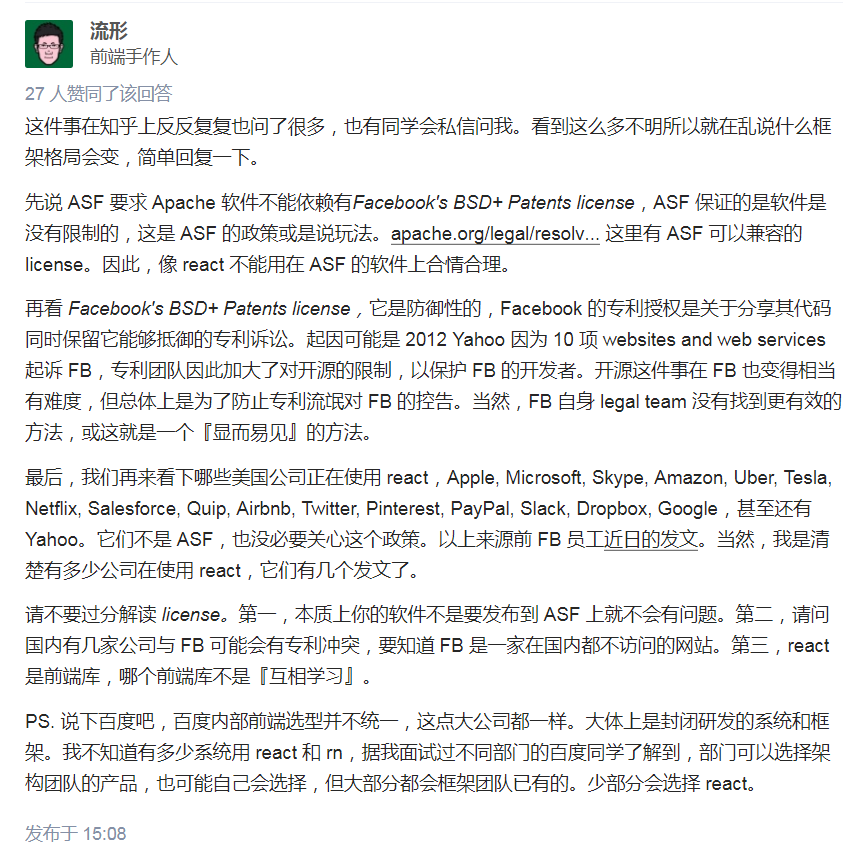 流形
前端手作人
27 人赞同了该回答
这件事在知乎上反反复复也问了很多，也有同学会私信问我。看到这么多不明所以就在乱说什么框
架格局会变，简单回复一下。
先说 ASF 要求 Apache 软件不能依赖有Facebook's BSD+ Patents license，ASF 保证的是软件是
没有限制的，这是 ASF 的政策或是说玩法。apache.org/legal/resolv... 这里有 ASF 可以兼容的
license。因此，像 react 不能用在 ASF 的软件上合情合理。
再看 Facebook's BSD+ Patents license，它是防御性的，Facebook 的专利授权是关于分享其代码
同时保留它能够抵御的专利诉讼。起因可能是 2012 Yahoo 因为 10 项 websites and web services
起诉 FB，专利团队因此加大了对开源的限制，以保护 FB 的开发者。开源这件事在 FB 也变得相当
有难度，但总体上是为了防止专利流氓对 FB 的控告。当然，FB 自身 legal team 没有找到更有效的
方法，或这就是一个『显而易见』的方法。
最后，我们再来看下哪些美国公司正在使用 react，Apple, Microsoft, Skype, Amazon, Uber, Tesla,
Netflix, Salesforce, Quip, Airbnb, Twitter, Pinterest, PayPal, Slack, Dropbox, Google，甚至还有
Yahoo。它们不是 ASF，也没必要关心这个政策。以上来源前 FB 员工近日的发文。当然，我是清
楚有多少公司在使用 react，它们有几个发文了。
请不要过分解读 license。第一，本质上你的软件不是要发布到 ASF 上就不会有问题。第二，请问
国内有几家公司与 FB 可能会有专利冲突，要知道 FB 是一家在国内都不访问的网站。第三，react
是前端库，哪个前端库不是『互相学习』。
PS. 说下百度吧，百度内部前端选型并不统一，这点大公司都一样。大体上是封闭研发的系统和框
架。我不知道有多少系统用 react 和 rn，据我面试过不同部门的百度同学了解到，部门可以选择架
构团队的产品，也可能自己会选择，但大部分都会框架团队已有的。少部分会选择 react。
发布于 15:08